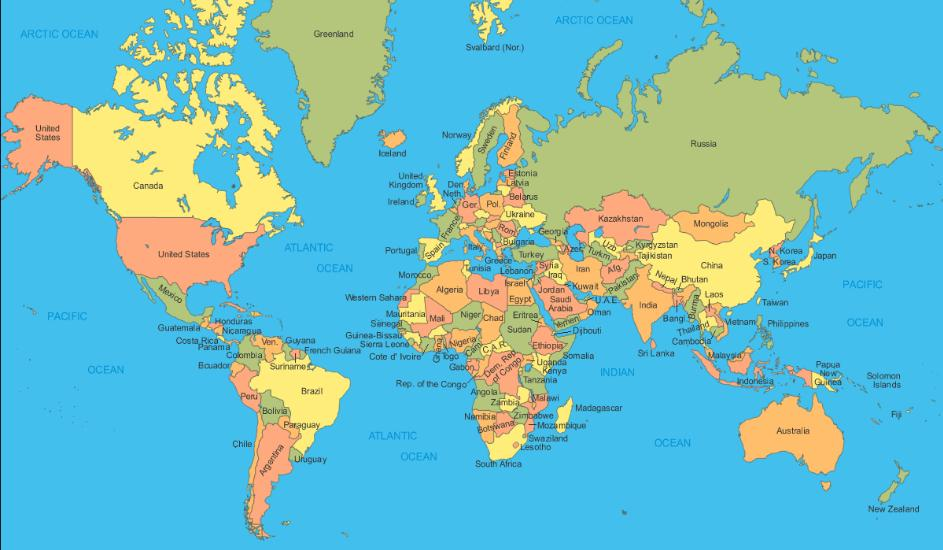 ARCTIC OCEAN
Greenland
ARCTIC OCEAN
Svalbard (Nor.)
United
States
Canada
Iceland
Norway
Sweden
Finland
Russia
United
Kingdom
Ireland
Den.
Neth.
Estonia
Latvia
Belarus
Ger.
Pol.
Ukraine
France
Rom.
Kazakhstan
Mongolia
United States
ATLANTIC
OCEAN
Portugal
Spain
Italy
Bulgaria
Georgia
Greece
Turkey
Azer.
Uzb.
Turkm.
Kyrgyzstan
Tajikistan
China
N. Korea
S. Korea
Japan
Morocco
Tunisia
Lebanon
Syria
Iraq
Iran
Afg.
Pakistan
Nepal
Bhutan
Algeria
Libya
Israel
Egypt
Jordan
Kuwait
Saudi
Arabia
U.A.E.
Oman
India
Burma
Laos
Taiwan
PACIFIC
OCEAN
Mexico
Western Sahara
Mauritania
Mali
Niger
Chad
Eritrea
Sudan
Yemen
Djibouti
Bangl.
Thailand
Vietnam
Philippines
Cambodia
PACIFIC
OCEAN
Guatemala
Honduras
Nicaragua
Costa Rica
Panama
Ven.
Guyana
French Guiana
Colombia
Suriname
Ecuador
Senegal
Guinea-Bissau
Sierra Leone
Cote d' Ivoire
Ghana
Togo
Nigeria
Cam.
C.A.R.
Ethiopia
Somalia
Sri Lanka
Malaysia
Gabon
Rep. of the Congo
Dem. Rep.
of Congo
Uganda
Kenya
Tanzania
INDIAN
OCEAN
Indonesia
Papua
New
Guinea
Solomon
Islands
Peru
Brazil
Bolivia
Angola
Zambia
Malawi
Madagascar
Fiji
Paraguay
Chile
Argentina
Uruguay
ATLANTIC
OCEAN
Namibia
Zimbabwe
Botswana
Mozambique
Swaziland
Lesotho
South Africa
Australia
New Zealand